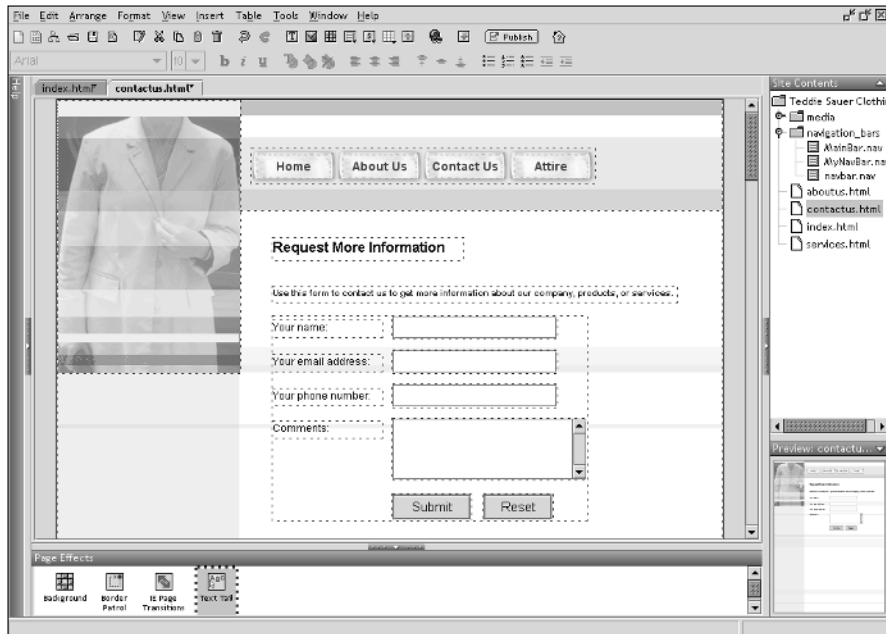 File Edit Arrange Format View Insert Table Tools Window Help
Publish
Arial 10 b i u
Help
index.html* contactus.html*
Home About Us Contact Us Attire
Request More Information
Use this form to contact us to get more information about our company, products, or services.
Your name:
Your email address:
Your phone number:
Comments:
Submit Reset
Page Effects
Background Border Patrol IE Page Transitions Text Tail
Site Contents
Teddie Sauer Clothi
media
navigation_bars
MainBar.nav
MyNavBar.na
navbar.nav
aboutus.html
contactus.html
index.html
services.html
Preview: contactu...